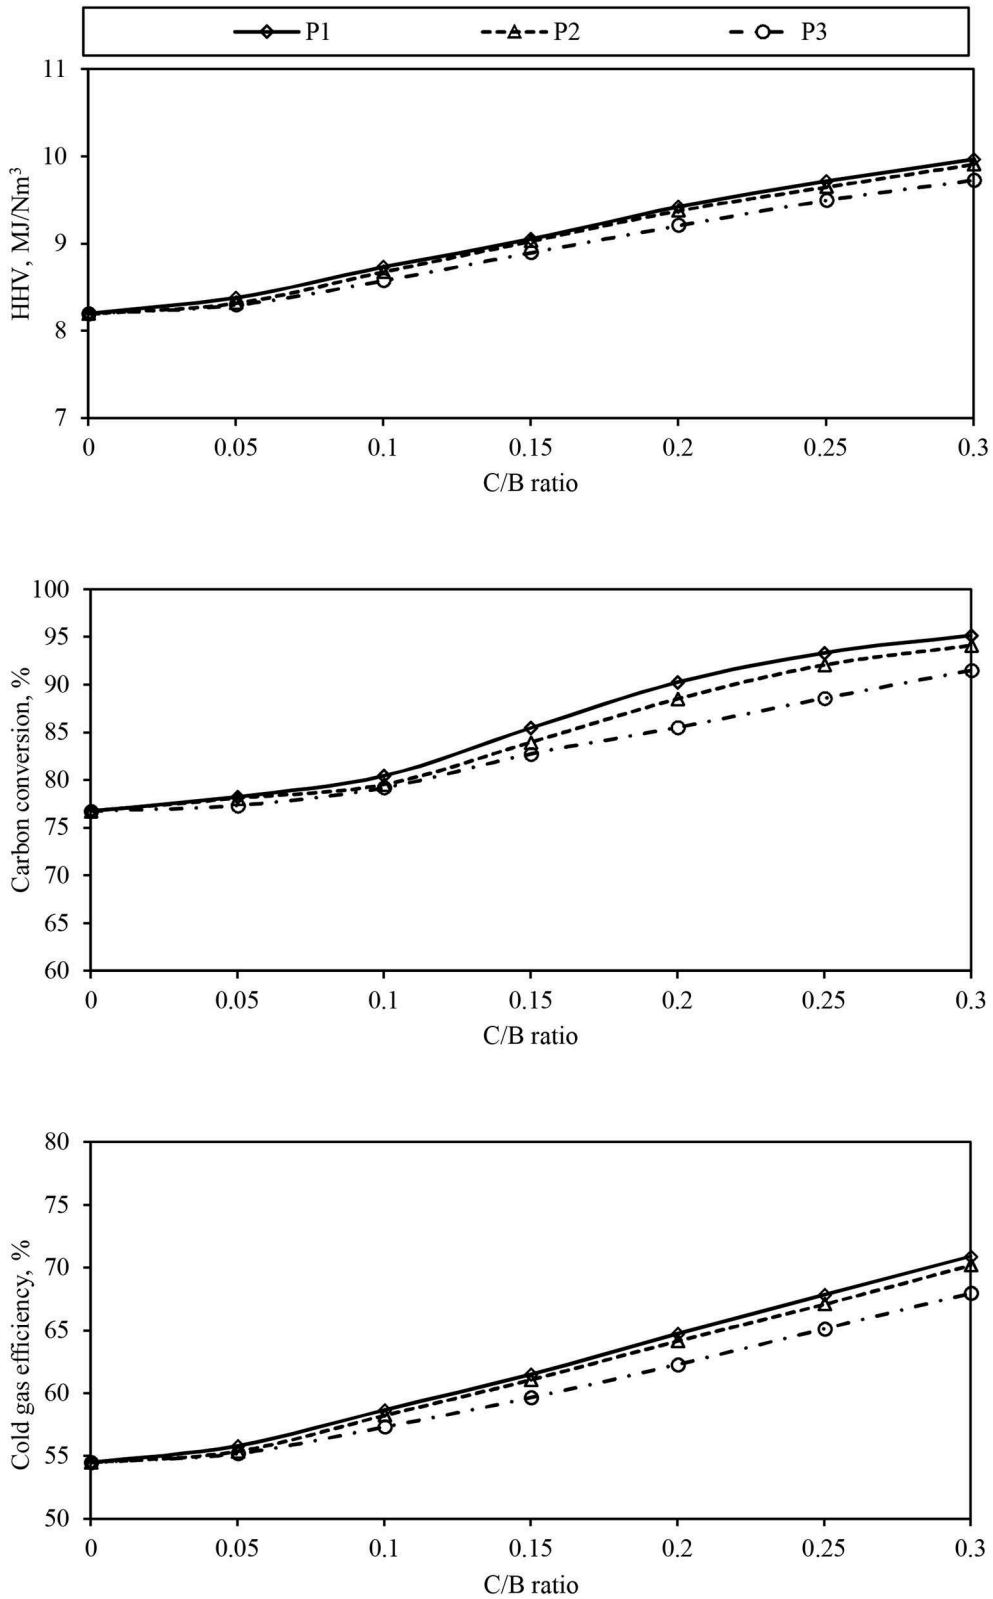 P1 P2 P3
11
10
9
8
7
HHV, MJ/Nm³
0 0.05 0.1 0.15 0.2 0.25 0.3
C/B ratio
100
95
90
85
80
75
70
65
60
Carbon conversion, %
0 0.05 0.1 0.15 0.2 0.25 0.3
C/B ratio
80
75
70
65
60
55
50
Cold gas efficiency, %
0 0.05 0.1 0.15 0.2 0.25 0.3
C/B ratio